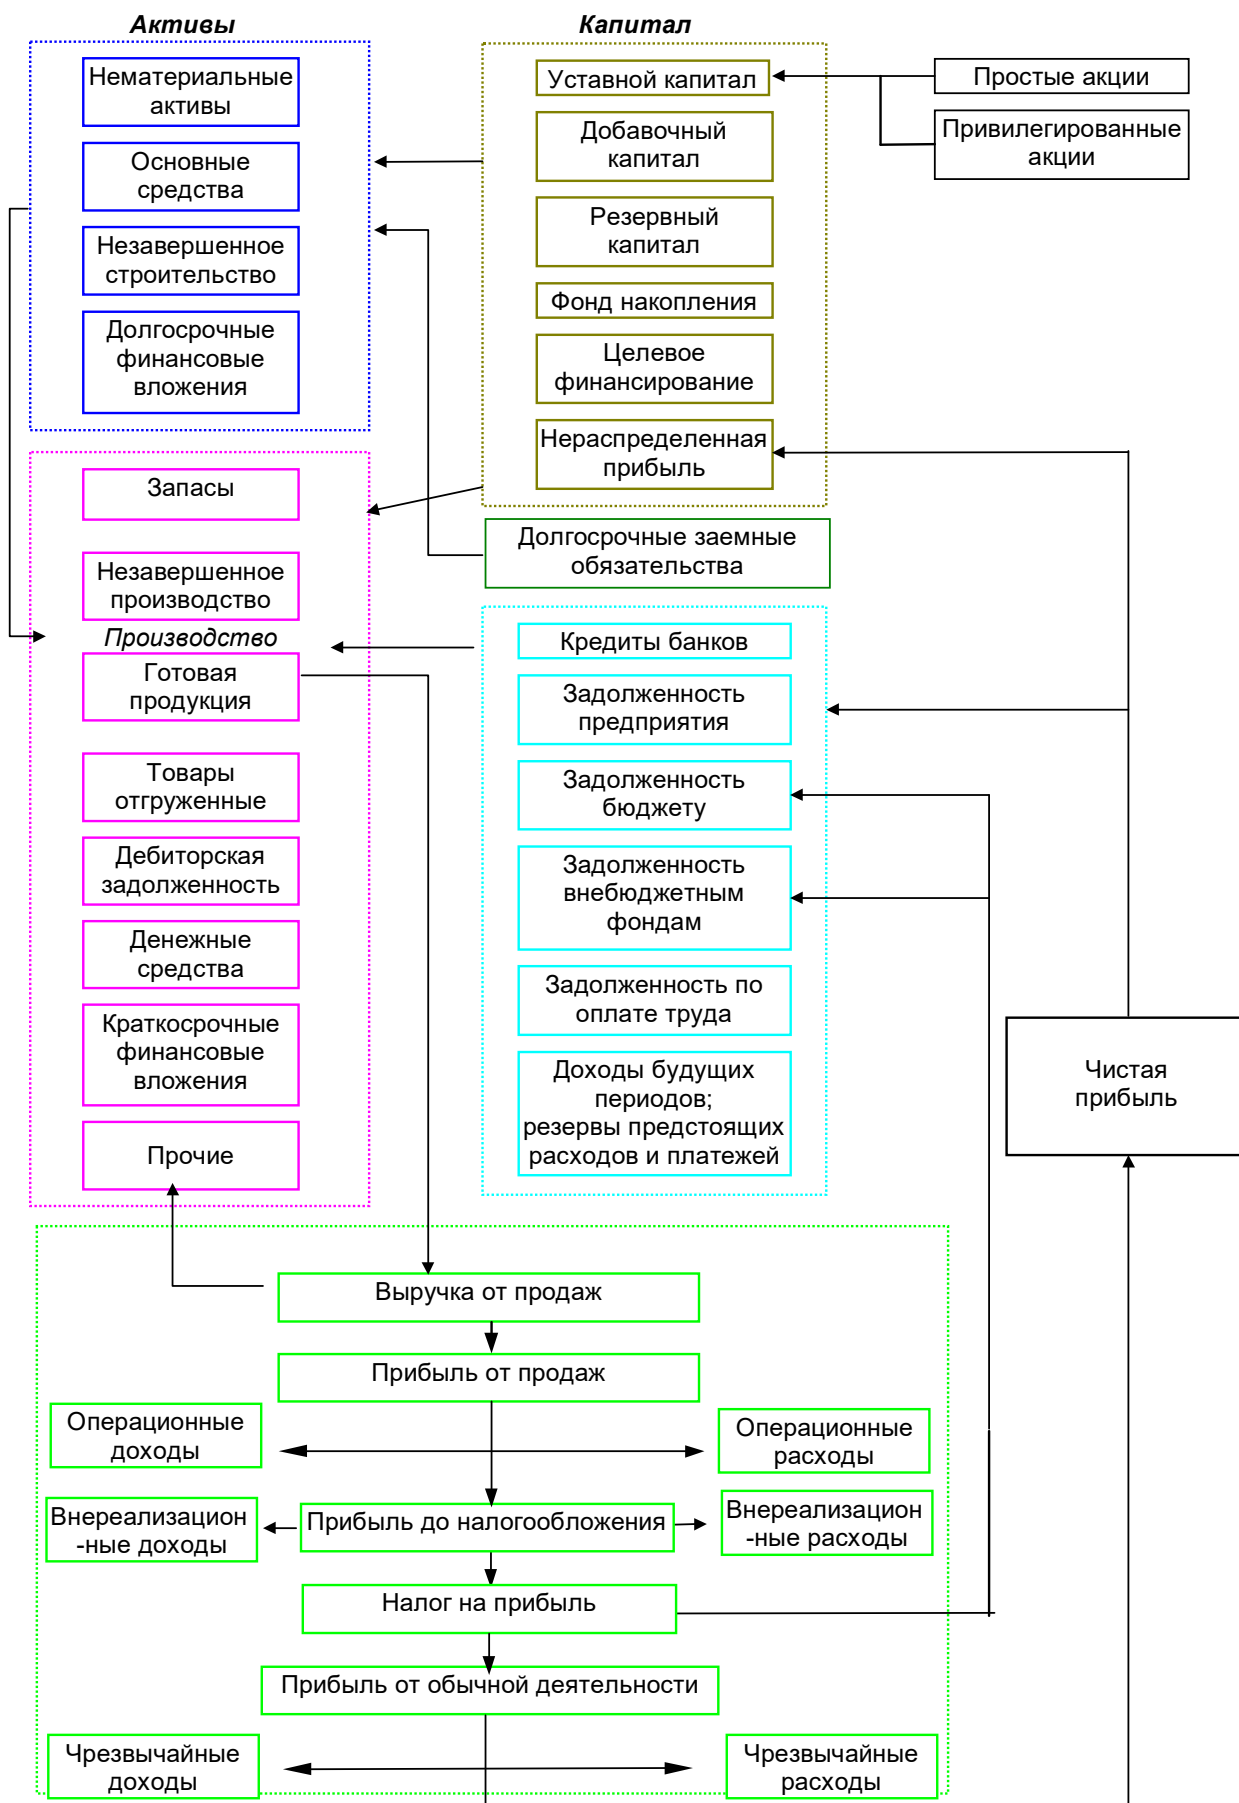 Активы
Нематериальные
активы
Основные
средства
Незавершенное
строительство
Долгосрочные
финансовые
вложения
Капитал
Уставной капитал
Добавочный
капитал
Резервный
капитал
Фонд накопления
Целевое
финансирование
Нераспределенная
прибыль
Простые акции
Привилегированные
акции
Запасы
Незавершенное
производство
Производство
Готовая
продукция
Товары
отгруженные
Дебиторская
задолженность
Денежные
средства
Краткосрочные
финансовые
вложения
Прочие
Долгосрочные заемные
обязательства
Кредиты банков
Задолженность
предприятия
Задолженность
бюджету
Задолженность
внебюджетным
фондам
Задолженность по
оплате труда
Доходы будущих
периодов;
резервы предстоящих
расходов и платежей
Чистая
прибыль
Выручка от продаж
Прибыль от продаж
Операционные
доходы
Операционные
расходы
Внереализацион
-ные доходы
Прибыль до налогообложения
Внереализацион
-ные расходы
Налог на прибыль
Прибыль от обычной деятельности
Чрезвычайные
доходы
Чрезвычайные
расходы